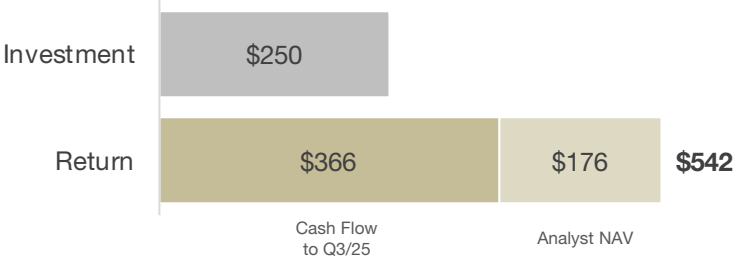 Investment
$250
Return
$366
$176
$542
Cash Flow
to Q3/25
Analyst NAV